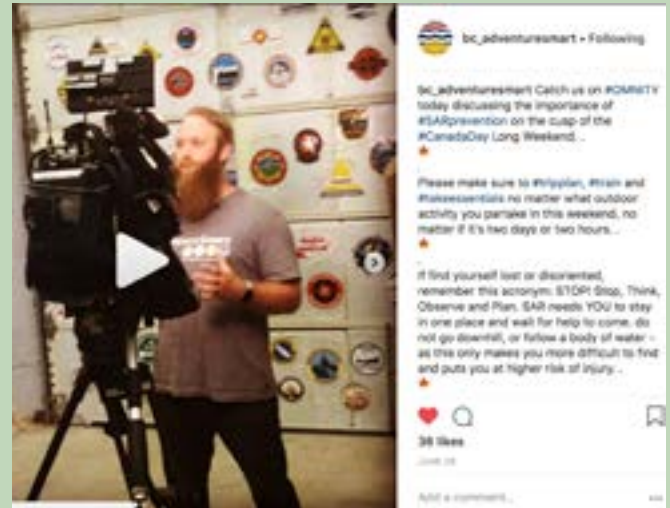 bc_adventuresmart • Following
bc_adventuresmart Catch us on #OMNITV
today discussing the importance of
#SARprevention on the cusp of the
#CanadaDay Long Weekend. .
Please make sure to #tripplan, #train and
#takeessentials no matter what outdoor
activity you partake in this weekend, no
matter if it's two days or two hours. .
.
If find yourself lost or disoriented,
remember this acronym: STOP! Stop, Think,
Observe and Plan. SAR needs YOU to stay
in one place and wait for help to come, do
not go downhill, or follow a body of water -
as this only makes you more difficult to find
and puts you at higher risk of injury. .
36 likes
Add a comment...